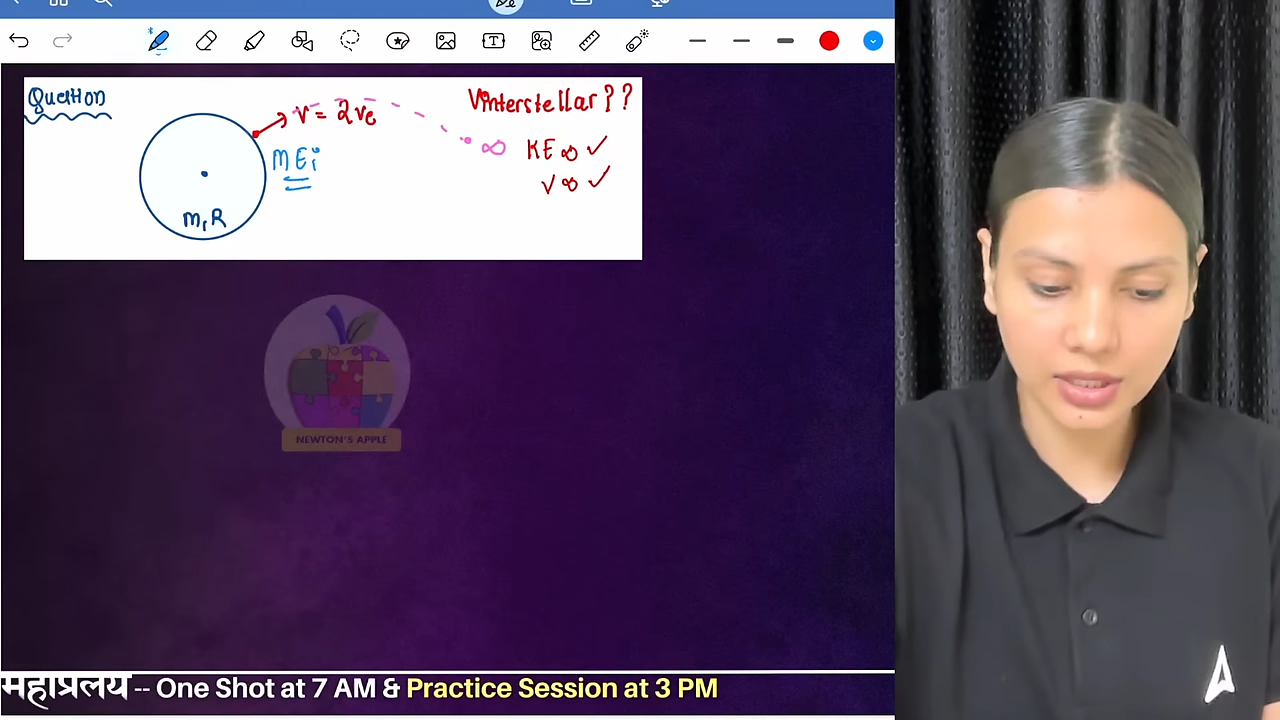 Question
v = 2ve
Vinterstellar??
∞
KE∞ ✓
MEi
V∞ ✓
m, R
NEWTON'S APPLE
महाप्रलय -- One Shot at 7 AM & Practice Session at 3 PM